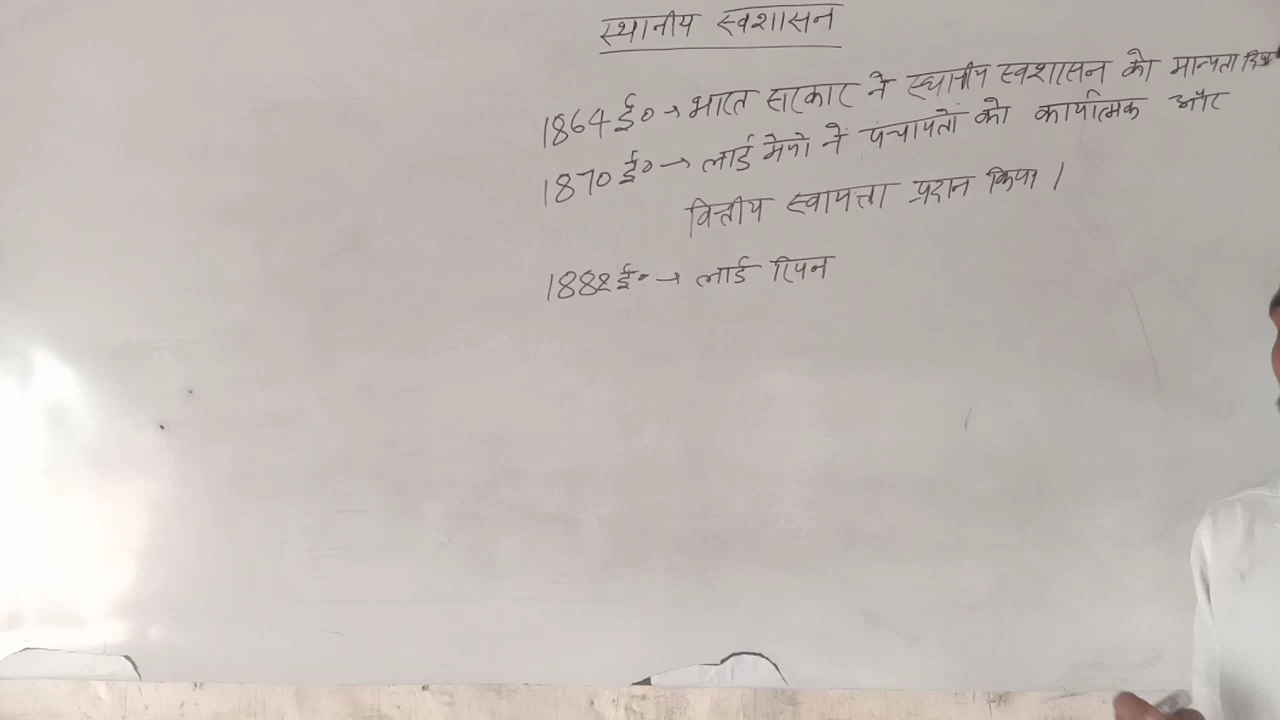 स्थानीय स्वशासन
1864 ई० → भारत सरकार ने स्थानीय स्वशासन को मान्यता दिया
1870 ई० → लार्ड मेयो ने पंचायतों को कार्यात्मक और
वित्तीय स्वायत्ता प्रदान किया।
1882 ई० → लार्ड रिपन